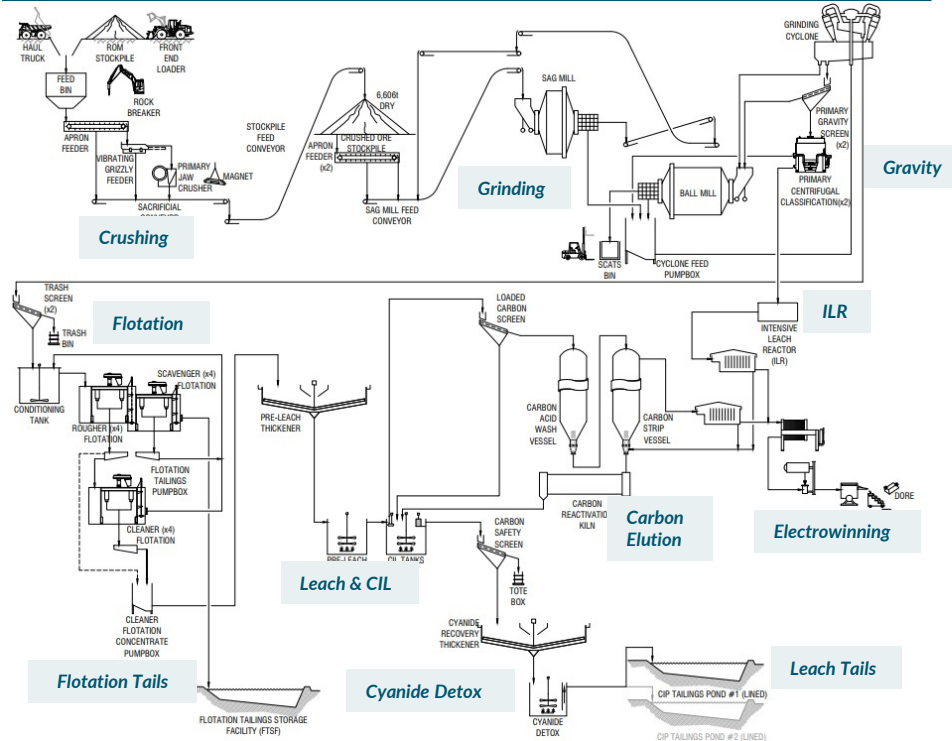 HAUL
TRUCK
ROM
STOCKPILE
FRONT
END
LOADER
FEED
BIN
ROCK
BREAKER
APRON
FEEDER
VIBRATING
GRIZZLY
FEEDER
PRIMARY
JAW
CRUSHER
MAGNET
SACRIFICIAL
Crushing
STOCKPILE
FEED
CONVEYOR
6,606t
DRY
CRUSHED ORE
STOCKPILE
APRON
FEEDER
(x2)
SAG MILL FEED
CONVEYOR
SAG MILL
Grinding
BALL MILL
SCATS
BIN
CYCLONE FEED
PUMPBOX
GRINDING
CYCLONE
PRIMARY
GRAVITY
SCREEN
(x2)
PRIMARY
CENTRIFUGAL
CLASSIFICATION(x2)
Gravity
TRASH
SCREEN
(x2)
TRASH
BIN
Flotation
CONDITIONING
TANK
SCAVENGER (x4)
FLOTATION
ROUGHER (x4)
FLOTATION
FLOTATION
TAILINGS
PUMPBOX
CLEANER (x4)
FLOTATION
CLEANER
FLOTATION
CONCENTRATE
PUMPBOX
Flotation Tails
FLOTATION TAILINGS STORAGE
FACILITY (FTSF)
PRE-LEACH
THICKENER
LOADED
CARBON
SCREEN
CARBON
ACID
WASH
VESSEL
CARBON
STRIP
VESSEL
INTENSIVE
LEACH
REACTOR
(ILR)
ILR
CARBON
REACTIVATION
KILN
Carbon
Elution
DORE
Electrowinning
PRE-LEACH
CIL TANKS
Leach & CIL
CARBON
SAFETY
SCREEN
TOTE
BOX
CYANIDE
RECOVERY
THICKENER
Cyanide Detox
CYANIDE
DETOX
Leach Tails
CIP TAILINGS POND #1 (LINED)
CIP TAILINGS POND #2 (LINED)